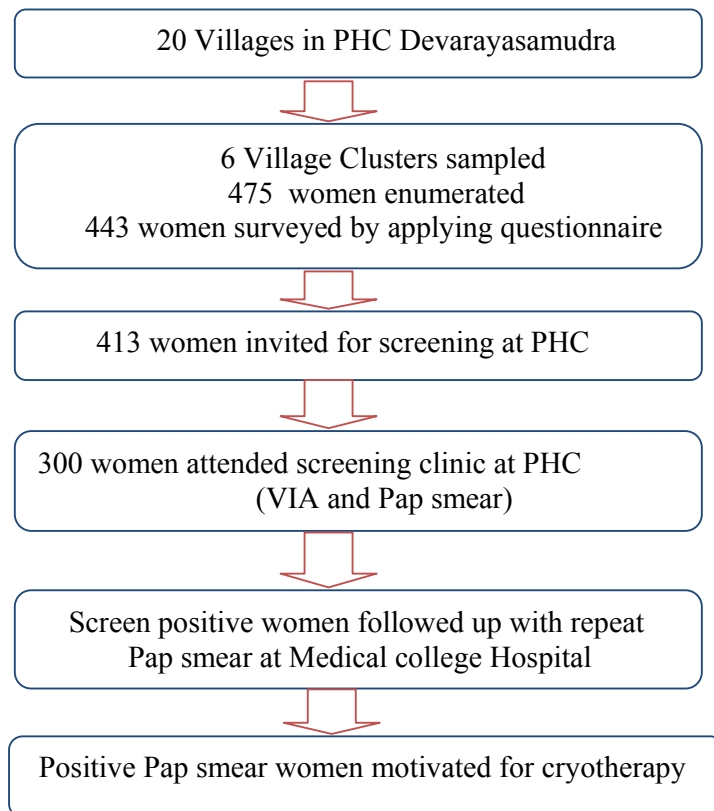 20 Villages in PHC Devarayasamudra
6 Village Clusters sampled
475 women enumerated
443 women surveyed by applying questionnaire
413 women invited for screening at PHC
300 women attended screening clinic at PHC
(VIA and Pap smear)
Screen positive women followed up with repeat
Pap smear at Medical college Hospital
Positive Pap smear women motivated for cryotherapy